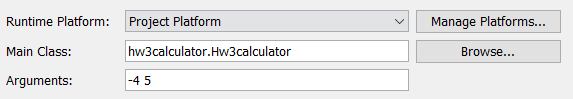 Runtime Platform: Project Platform Manage Platforms...
Main Class: hw3calculator.Hw3calculator Browse...
Arguments: -4 5